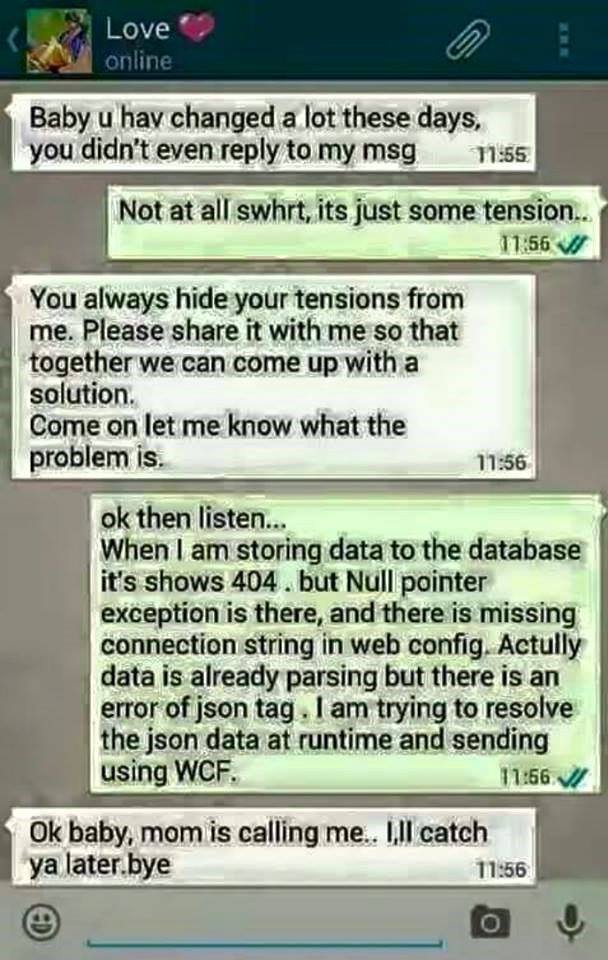 Love
online
Baby u hav changed a lot these days,
you didn't even reply to my msg 11:55
Not at all swhrt, its just some tension..
11:56
You always hide your tensions from
me. Please share it with me so that
together we can come up with a
solution.
Come on let me know what the
problem is. 11:56
ok then listen...
When I am storing data to the database
it's shows 404 . but Null pointer
exception is there, and there is missing
connection string in web config. Actully
data is already parsing but there is an
error of json tag . I am trying to resolve
the json data at runtime and sending
using WCF. 11:56
Ok baby, mom is calling me.. I,ll catch
ya later.bye 11:56